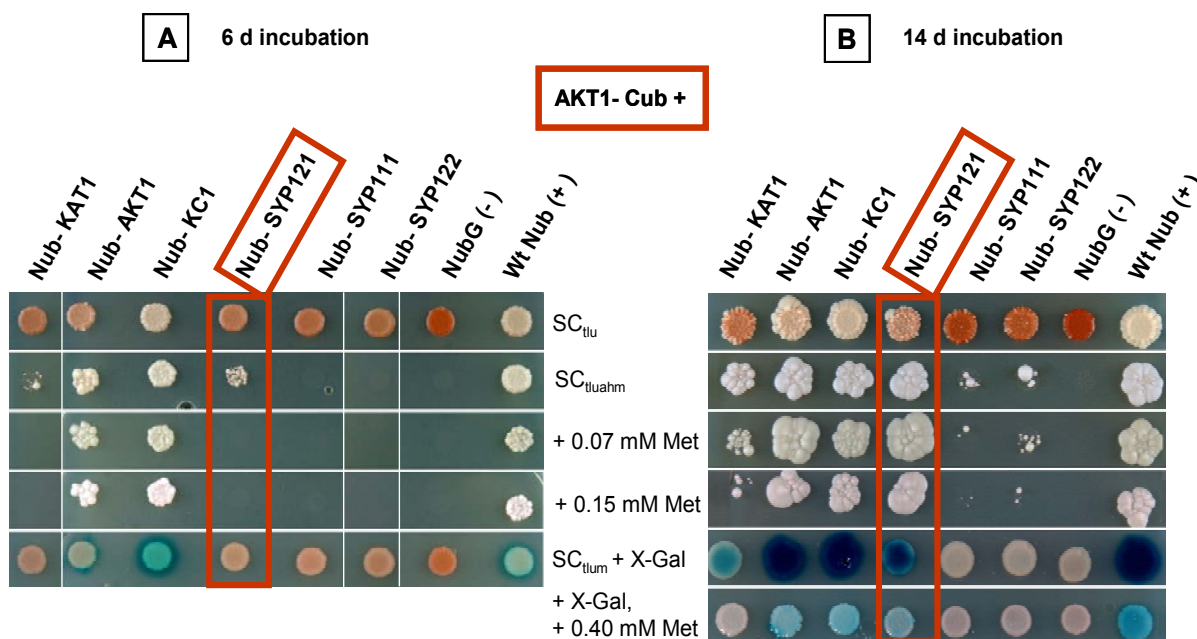 A 6 d incubation
B 14 d incubation
AKT1- Cub +
Nub- KAT1
Nub- AKT1
Nub- KC1
Nub- SYP121
Nub- SYP111
Nub- SYP122
NubG (-)
Wt Nub (+)
Nub- KAT1
Nub- AKT1
Nub- KC1
Nub- SYP121
Nub- SYP111
Nub- SYP122
NubG (-)
Wt Nub (+)
SCtlu
SCtluahm
+ 0.07 mM Met
+ 0.15 mM Met
SCtlum + X-Gal
+ X-Gal,
+ 0.40 mM Met